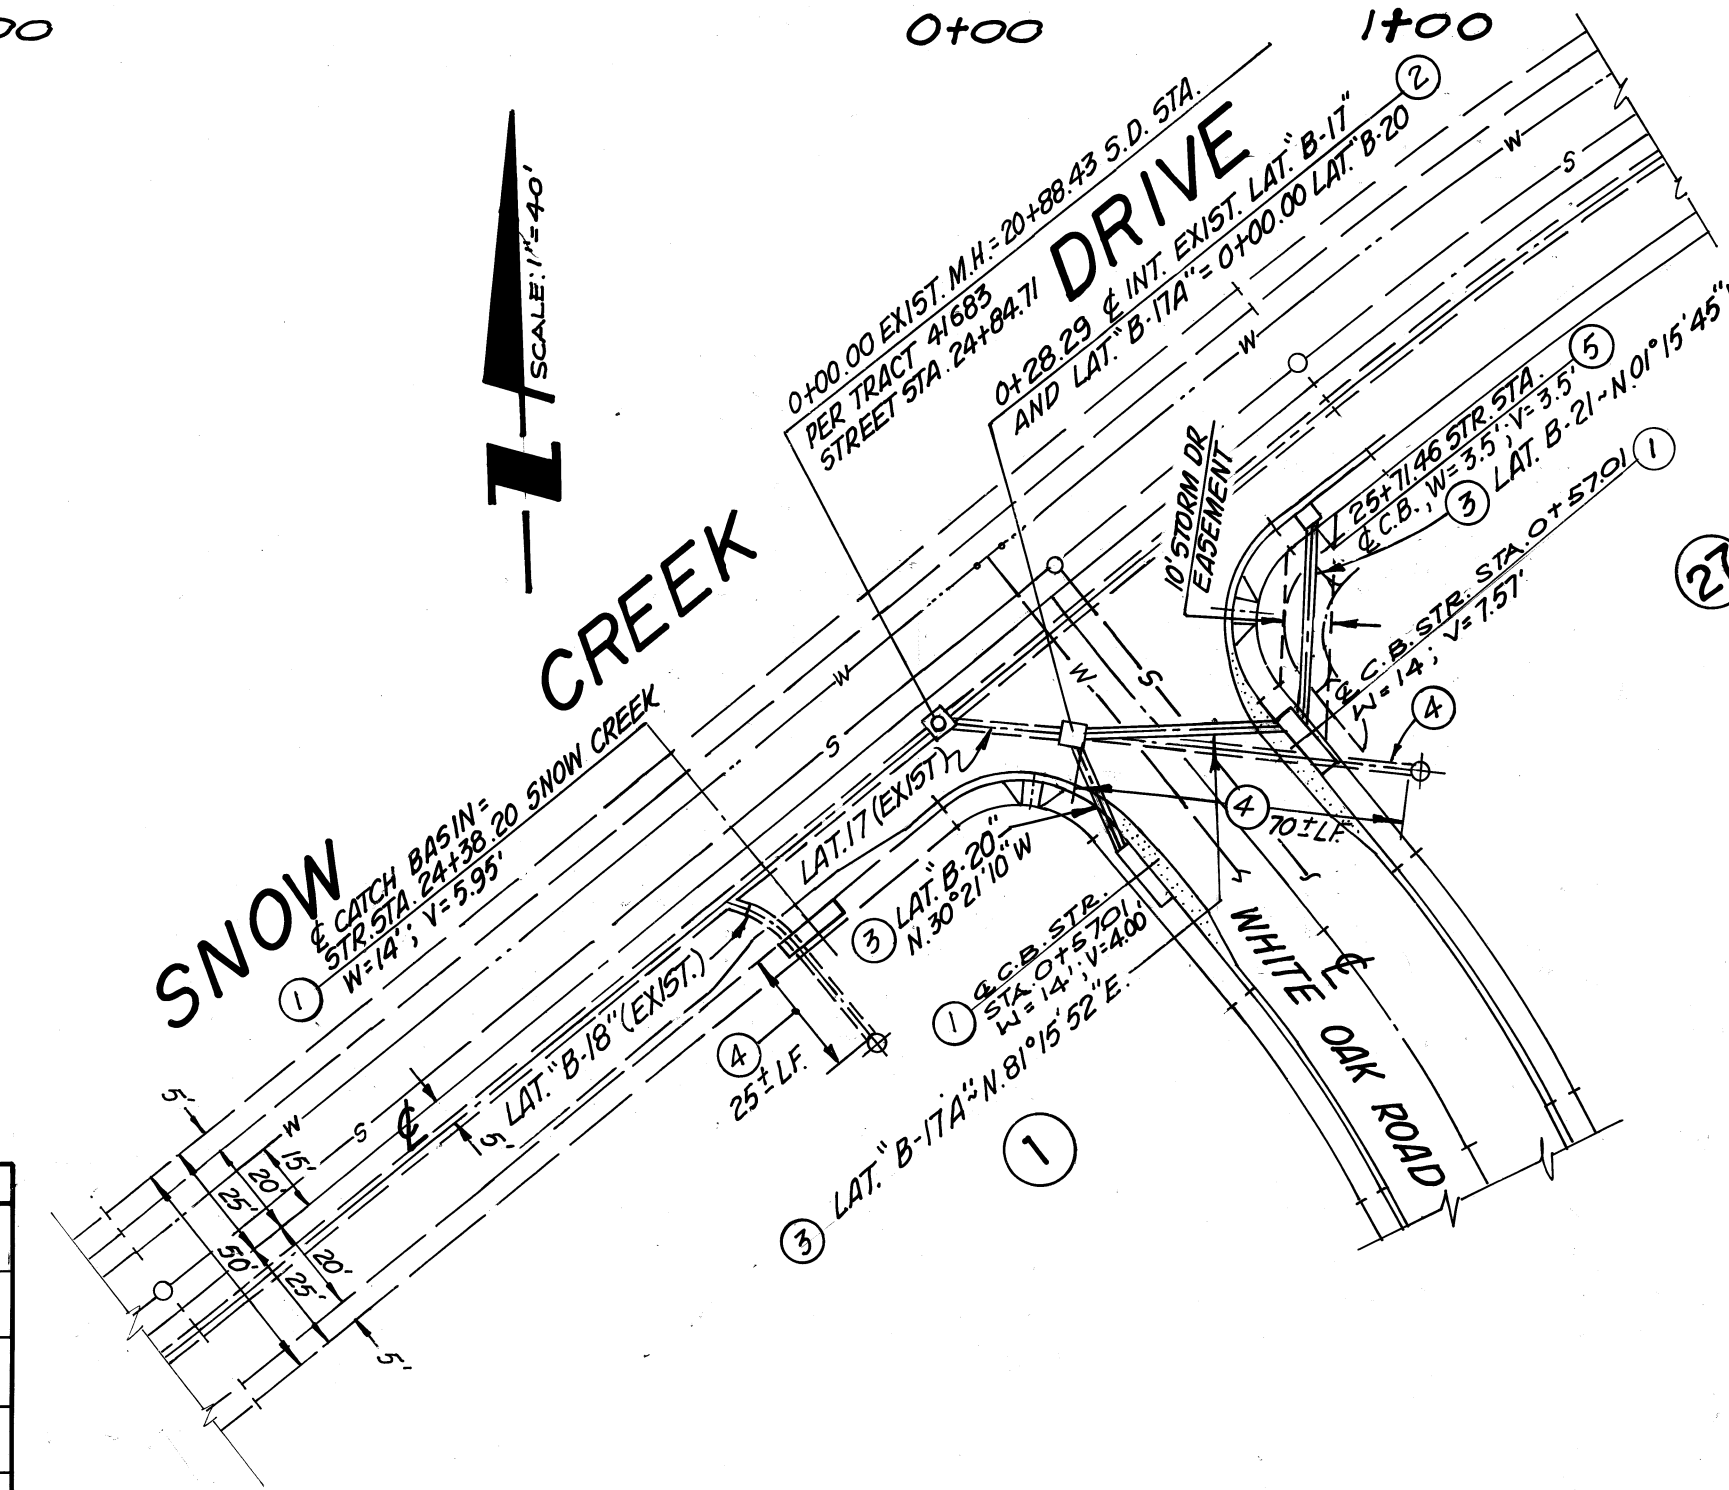 00
0+00
1+00
SCALE: 1"=40'
0+00.00 EXIST. M.H.=20+88.43 S.D. STA.
PER TRACT 41683
STREET STA. 24+84.71
DRIVE
0+28.29 ℄ INT. EXIST. LAT. "B-17"
AND LAT. "B-17A"=0+00.00 LAT. "B-20
2
W
S
W
10' STORM DR
EASEMENT
25+71.46 STR. STA.
℄ C.B., W=3.5'; V=3.5'
5
3
LAT. B-21~N.01°15'45"
℄ C.B. STR. STA. 0+57.01
W=14'; V=7.57'
1
27
4
CREEK
W
S
W
S
℄ CATCH BASIN=
STR. STA. 24+38.20 SNOW CREEK
W=14'; V=5.95'
1
SNOW
LAT. 17 (EXIST)
4
70±LF.
3
LAT. "B-20"
N.30°21'10"W
LAT. "B-18" (EXIST.)
4
25± LF.
1
℄ C.B. STR.
STA. 0+57.01
W=14'; V=4.00'
3
LAT. "B-17A"~N.81°15'52"E.
1
℄
WHITE OAK ROAD
5'
W
S
℄
5'
15'
20'
25'
50'
20'
25'
5'